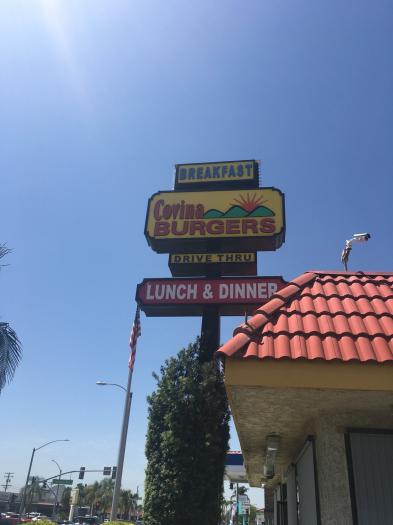 BREAKFAST
Covina
BURGERS
DRIVE THRU
LUNCH & DINNER